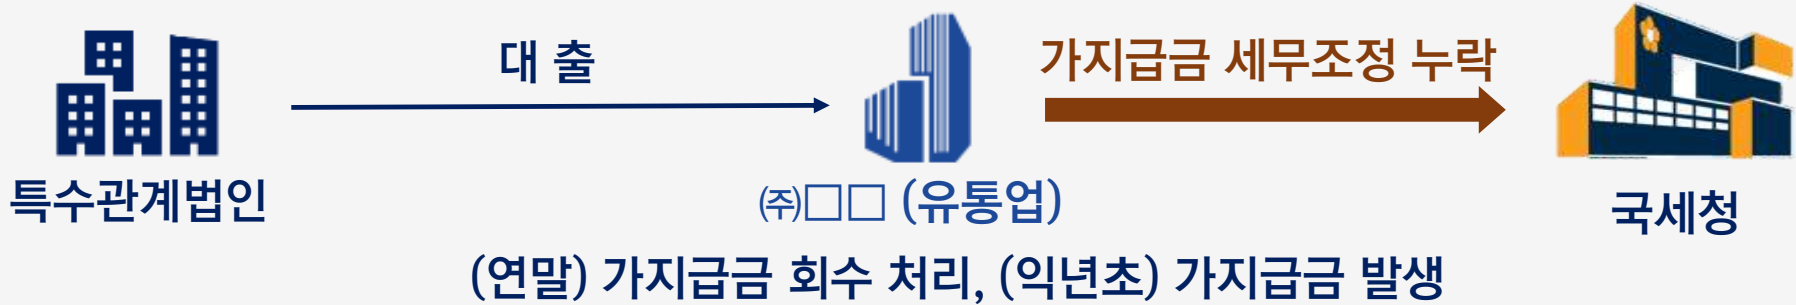 대 출
가지급금 세무조정 누락
특수관계법인
㈜□□ (유통업)
국세청
(연말) 가지급금 회수 처리, (익년초) 가지급금 발생